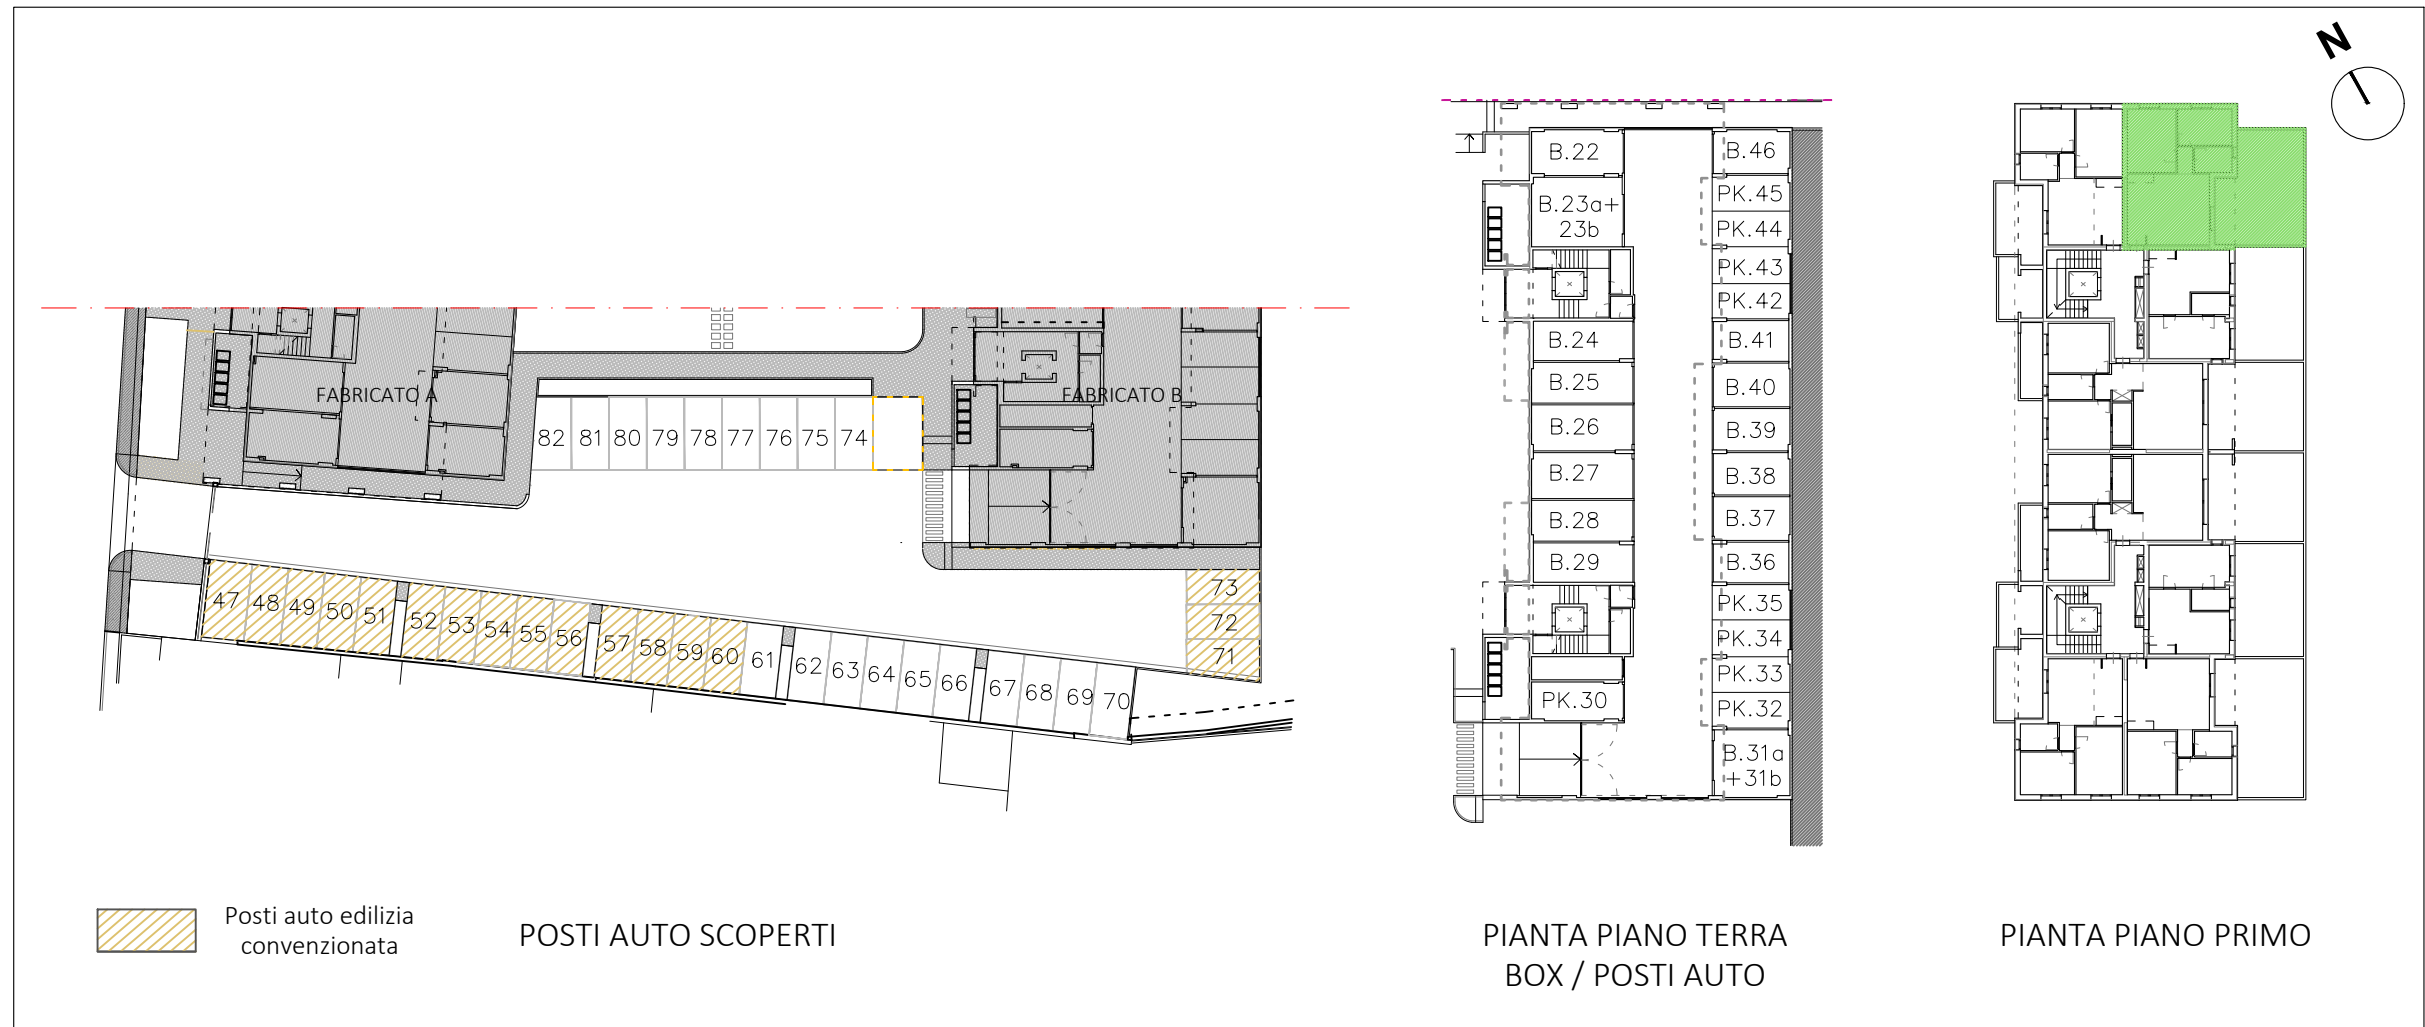 N
FABRICATO A
FABRICATO B
82 81 80 79 78 77 76 75 74
47 48 49 50 51 52 53 54 55 56 57 58 59 60 61 62 63 64 65 66 67 68 69 70
73
72
71
Posti auto edilizia
convenzionata
POSTI AUTO SCOPERTI
B.22
B.23a+
23b
B.24
B.25
B.26
B.27
B.28
B.29
PK.30
B.46
PK.45
PK.44
PK.43
PK.42
B.41
B.40
B.39
B.38
B.37
B.36
PK.35
PK.34
PK.33
PK.32
B.31a
+31b
PIANTA PIANO TERRA
BOX / POSTI AUTO
PIANTA PIANO PRIMO